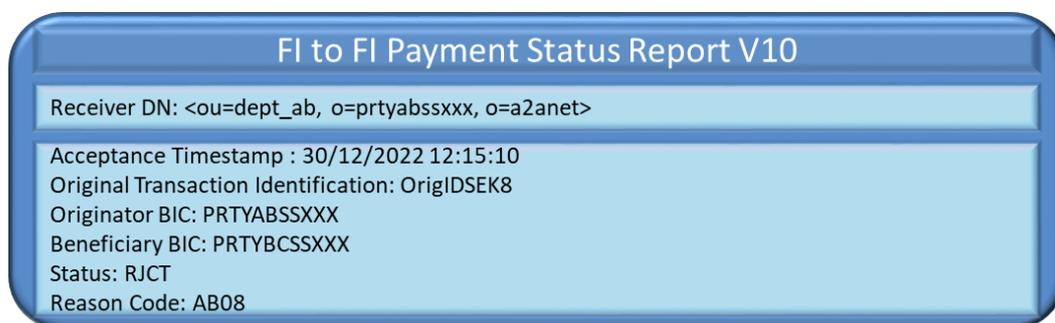 FI to FI Payment Status Report V10
Receiver DN: <ou=dept_ab, o=prtyabssxxx, o=a2anet>
Acceptance Timestamp : 30/12/2022 12:15:10
Original Transaction Identification: OrigIDSEK8
Originator BIC: PRTYABSSXXX
Beneficiary BIC: PRTYBCSSXXX
Status: RJCT
Reason Code: AB08